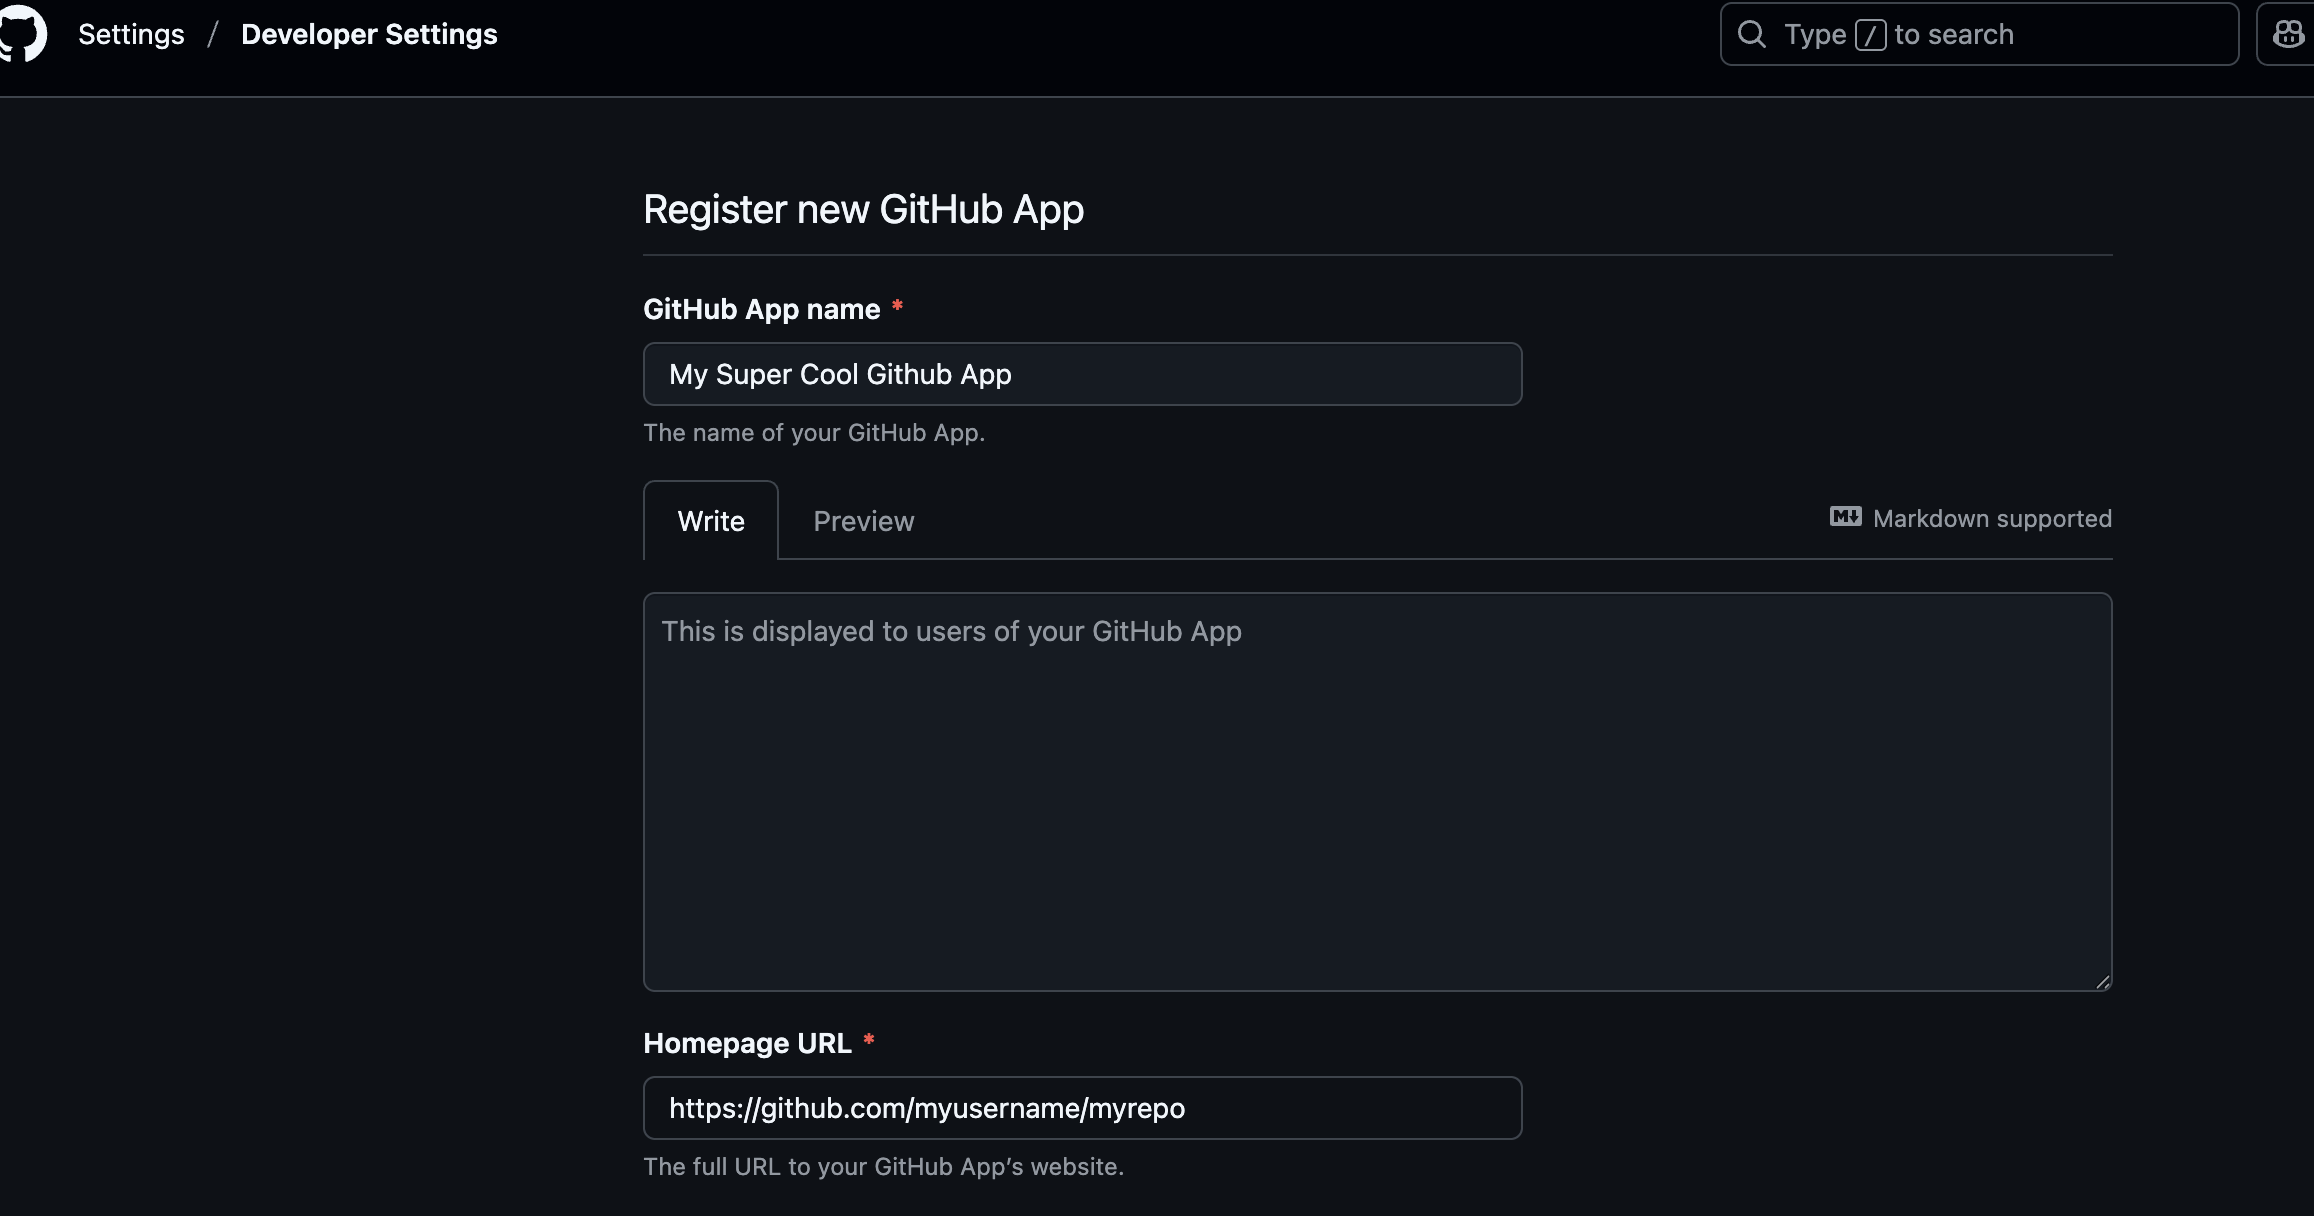 Settings / Developer Settings
Type / to search
Register new GitHub App
GitHub App name *
My Super Cool Github App
The name of your GitHub App.
Write
Preview
Markdown supported
This is displayed to users of your GitHub App
Homepage URL *
https://github.com/myusername/myrepo
The full URL to your GitHub App’s website.